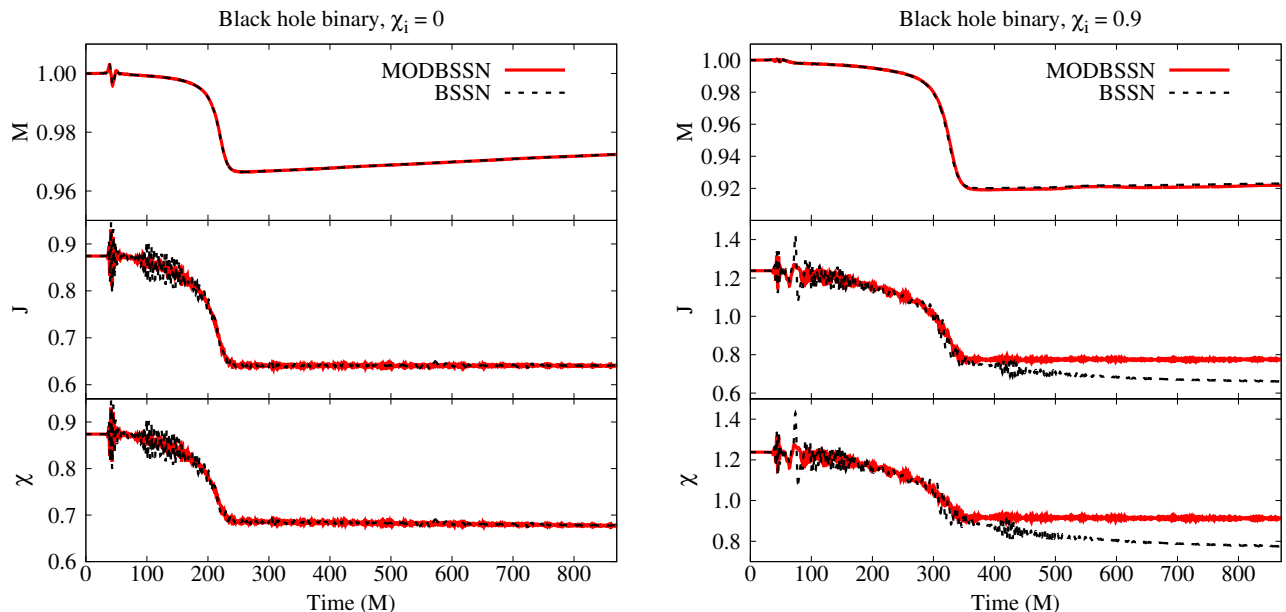 Black hole binary, χi = 0
1.00
0.98
0.96
M
MODBSSN
BSSN
0.9
0.8
0.7
0.6
J
0.9
0.8
0.7
0.6
χ
0 100 200 300 400 500 600 700 800
Time (M)
Black hole binary, χi = 0.9
1.00
0.98
0.96
0.94
0.92
M
MODBSSN
BSSN
1.4
1.2
1.0
0.8
0.6
J
1.4
1.2
1.0
0.8
χ
0 100 200 300 400 500 600 700 800
Time (M)